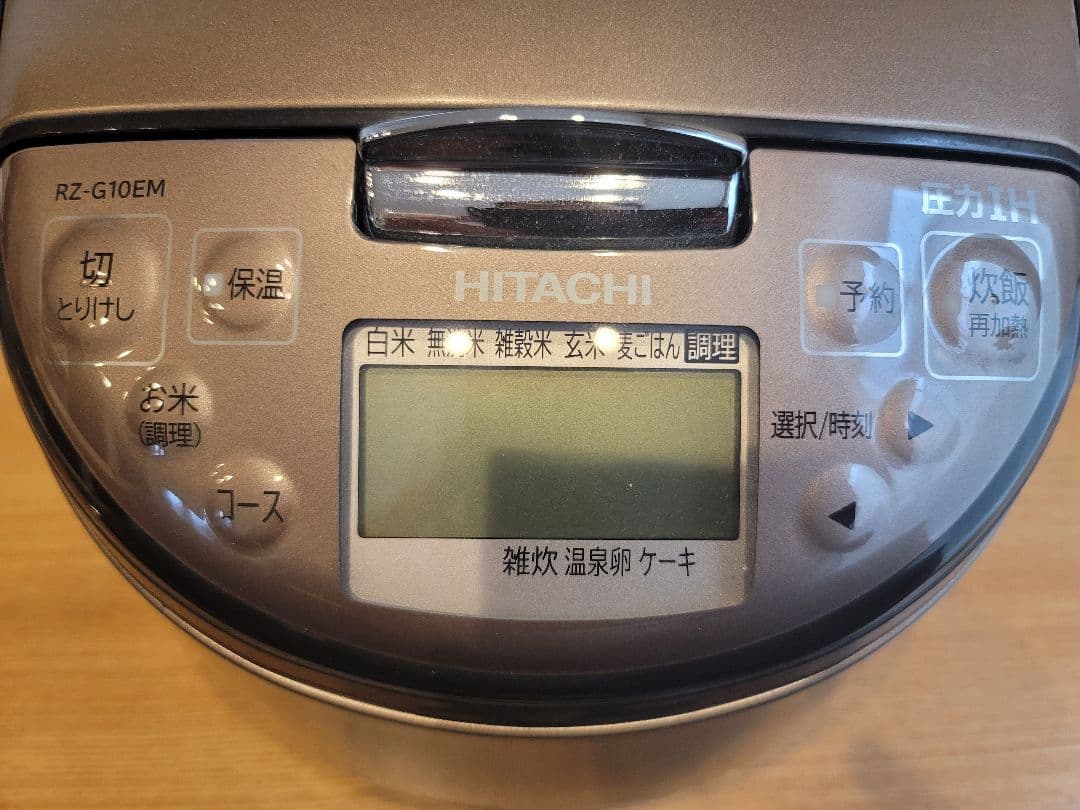 RZ-G10EM
圧力IH
切
とりけし
保温
HITACHI
予約
炊飯
再加熱
白米 無洗米 雑穀米 玄米 麦ごはん 調理
お米
(調理)
選択/時刻
コース
雑炊 温泉卵 ケーキ